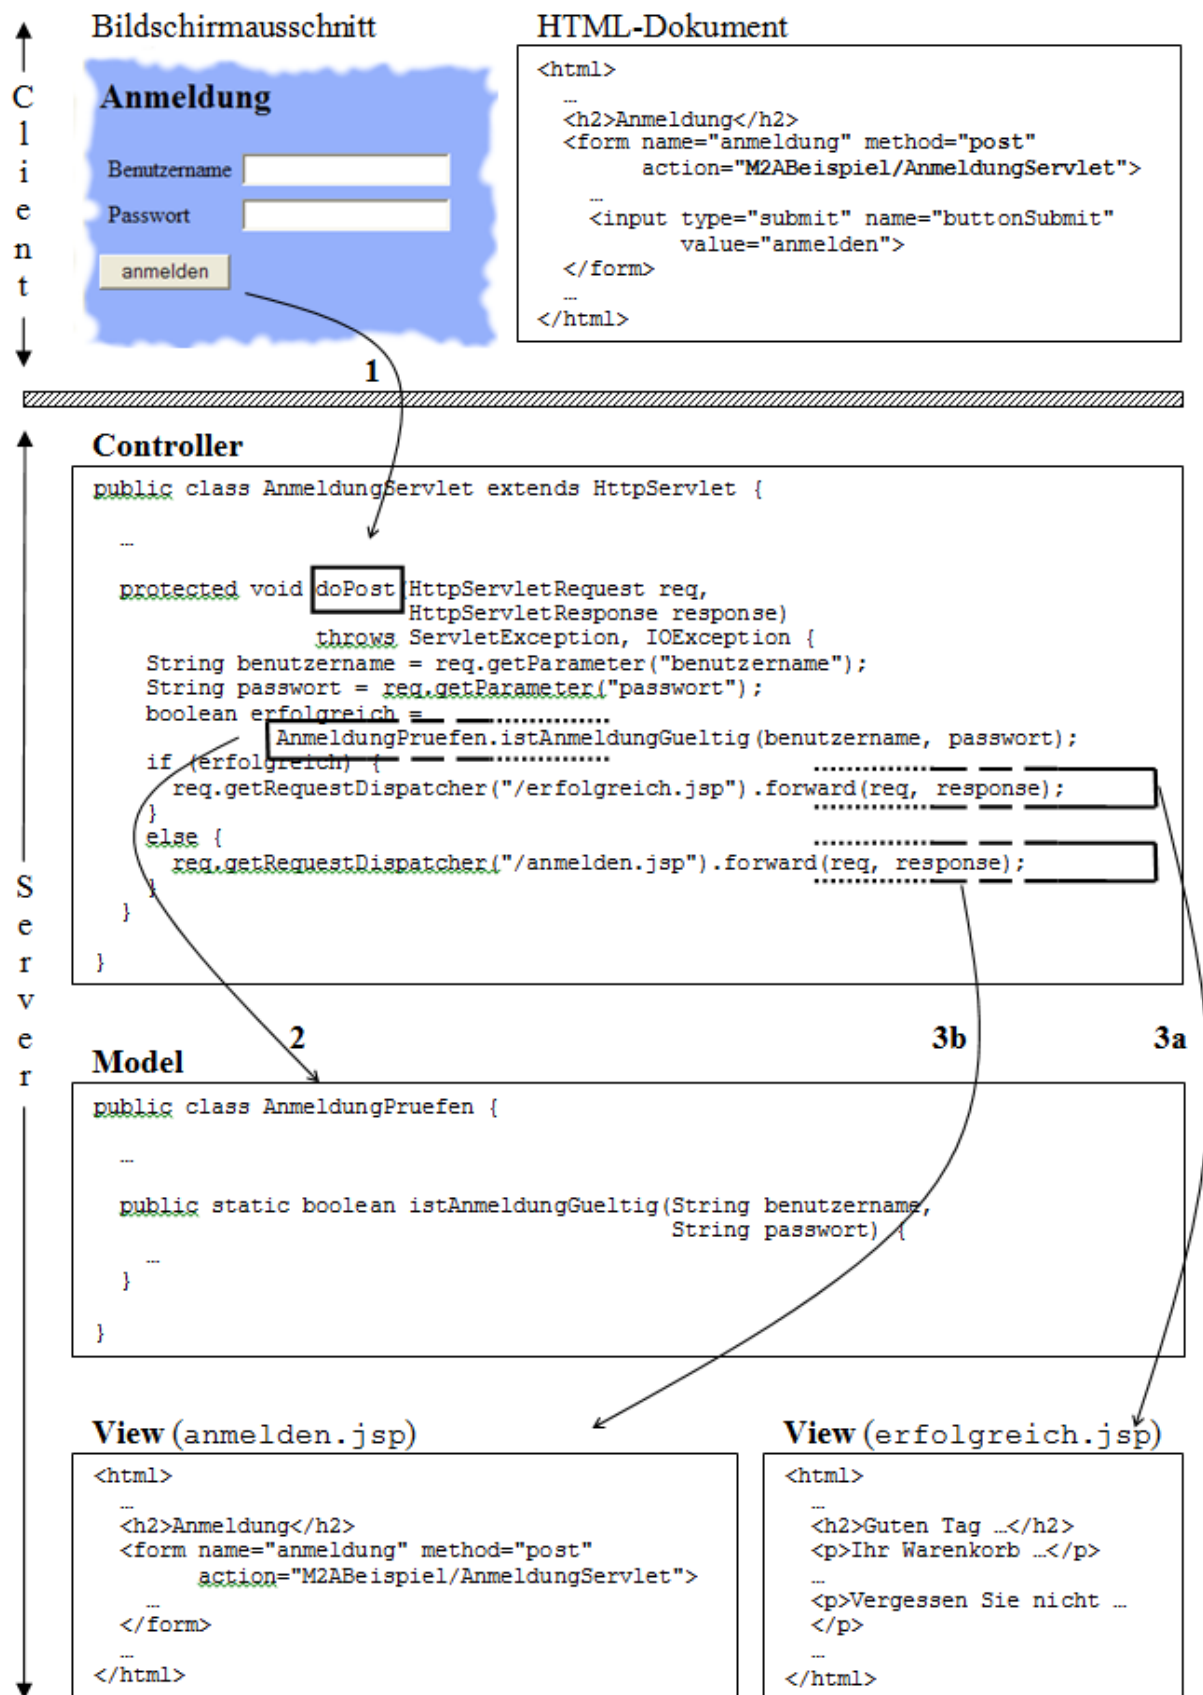 Bildschirmausschnitt
HTML-Dokument
Client
Anmeldung
Benutzername
Passwort
anmelden
<html>
…
<h2>Anmeldung</h2>
<form name="anmeldung" method="post"
action="M2ABeispiel/AnmeldungServlet">
…
<input type="submit" name="buttonSubmit"
value="anmelden">
</form>
…
</html>
1
Server
Controller
public class AnmeldungServlet extends HttpServlet {
…
protected void doPost(HttpServletRequest req,
HttpServletResponse response)
throws ServletException, IOException {
String benutzername = req.getParameter("benutzername");
String passwort = req.getParameter("passwort");
boolean erfolgreich =
AnmeldungPruefen.istAnmeldungGueltig(benutzername, passwort);
if (erfolgreich) {
req.getRequestDispatcher("/erfolgreich.jsp").forward(req, response);
}
else {
req.getRequestDispatcher("/anmelden.jsp").forward(req, response);
}
}
}
2
3b
3a
Model
public class AnmeldungPruefen {
…
public static boolean istAnmeldungGueltig(String benutzername,
String passwort) {
…
}
}
View (anmelden.jsp)
<html>
…
<h2>Anmeldung</h2>
<form name="anmeldung" method="post"
action="M2ABeispiel/AnmeldungServlet">
…
</form>
…
</html>
View (erfolgreich.jsp)
<html>
…
<h2>Guten Tag …</h2>
<p>Ihr Warenkorb …</p>
…
<p>Vergessen Sie nicht …
</p>
…
</html>